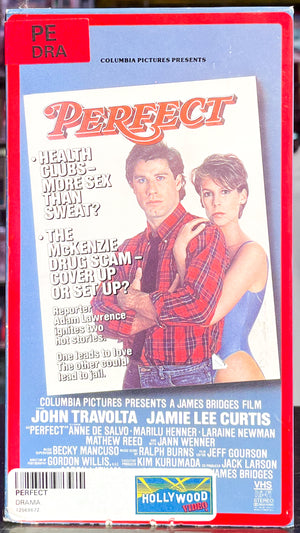 PE
DRA
COLUMBIA PICTURES PRESENTS
PERFECT
• HEALTH
CLUBS–
MORE SEX
THAN
SWEAT?
• THE
McKENZIE
DRUG SCAM–
COVER UP
OR SET UP?
Reporter
Adam Lawrence
ignites two
hot stories.
One leads to love
The other could
lead to jail.
COLUMBIA PICTURES PRESENTS A JAMES BRIDGES FILM
JOHN TRAVOLTA JAMIE LEE CURTIS
"PERFECT" ANNE DE SALVO • MARILU HENNER • LARAINE NEWMAN
MATHEW REED AND JANN WENNER
BECKY MANCUSO RALPH BURNS JEFF GOURSON
GORDON WILLIS KIM KURUMADA JACK LARSON
JAMES BRIDGES
PERFECT
DRAMA
HOLLYWOOD
VIDEO
VHS
STEREO